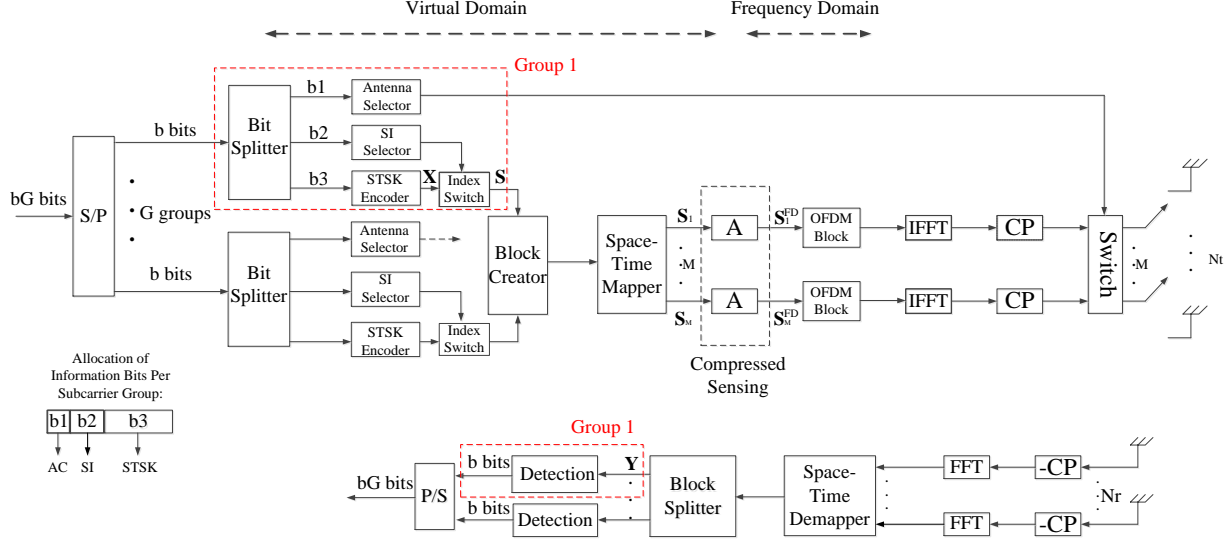 Virtual Domain
Frequency Domain
Group 1
bG bits
S/P
b bits
G groups
b bits
Bit
Splitter
b1
b2
b3
Antenna
Selector
SI
Selector
STSK
Encoder
X
Index
Switch
S
Bit
Splitter
Antenna
Selector
SI
Selector
STSK
Encoder
Index
Switch
Block
Creator
Space-
Time
Mapper
S1
M
SM
A
A
Compressed
Sensing
S1FD
SMFD
OFDM
Block
OFDM
Block
IFFT
IFFT
CP
CP
Switch
M
Nt
Allocation of
Information Bits Per
Subcarrier Group:
b1 b2 b3
AC SI STSK
Group 1
bG bits
P/S
b bits
b bits
Detection
Detection
Y
Block
Splitter
Space-
Time
Demapper
FFT
FFT
-CP
-CP
Nr